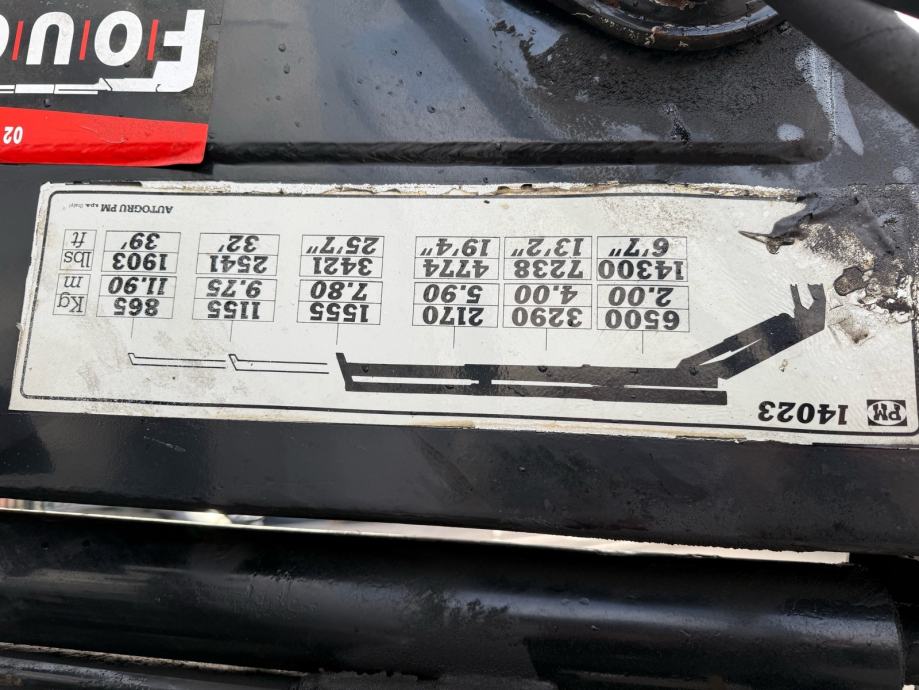 PM 14023
6500 3290 2170 1555 1155 865 Kg
2.00 4.00 5.90 7.80 9.75 11.90 m
14300 7238 4774 3421 2541 1903 lbs
6'7" 13'2" 19'4" 25'7" 32' 39' ft
AUTOGRU PM s.p.a. (Italy)
02
FOU